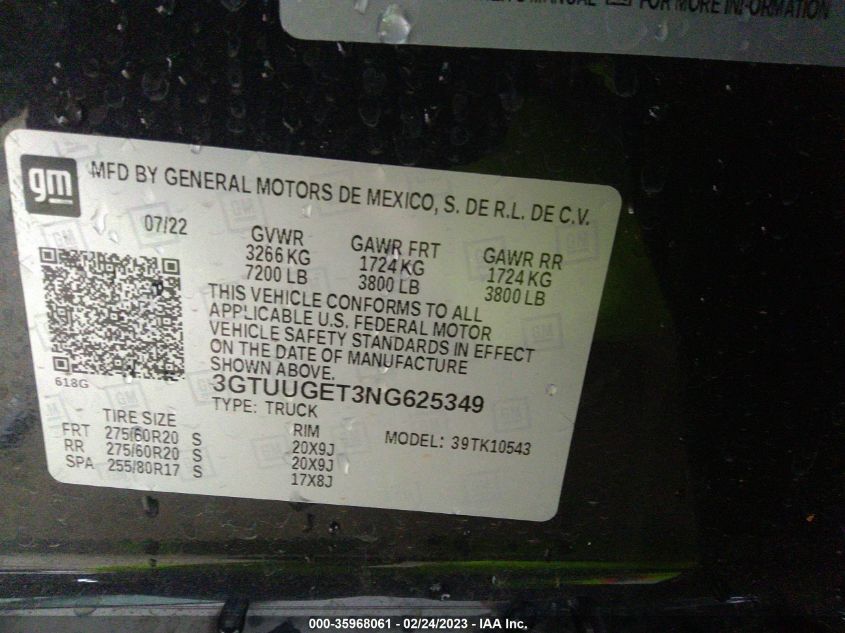 MANUAL FOR MORE INFORMATION
gm MFD BY GENERAL MOTORS DE MEXICO, S. DE R.L. DE C.V.
07/22
GVWR GAWR FRT GAWR RR
3266 KG 1724 KG 1724 KG
7200 LB 3800 LB 3800 LB
THIS VEHICLE CONFORMS TO ALL
APPLICABLE U.S. FEDERAL MOTOR
VEHICLE SAFETY STANDARDS IN EFFECT
ON THE DATE OF MANUFACTURE
SHOWN ABOVE.
618G
3GTUUGET3NG625349
TYPE: TRUCK
TIRE SIZE RIM MODEL: 39TK10543
FRT 275/60R20 S 20X9J
RR 275/60R20 S 20X9J
SPA 255/80R17 S 17X8J
000-35968061 - 02/24/2023 - IAA Inc.